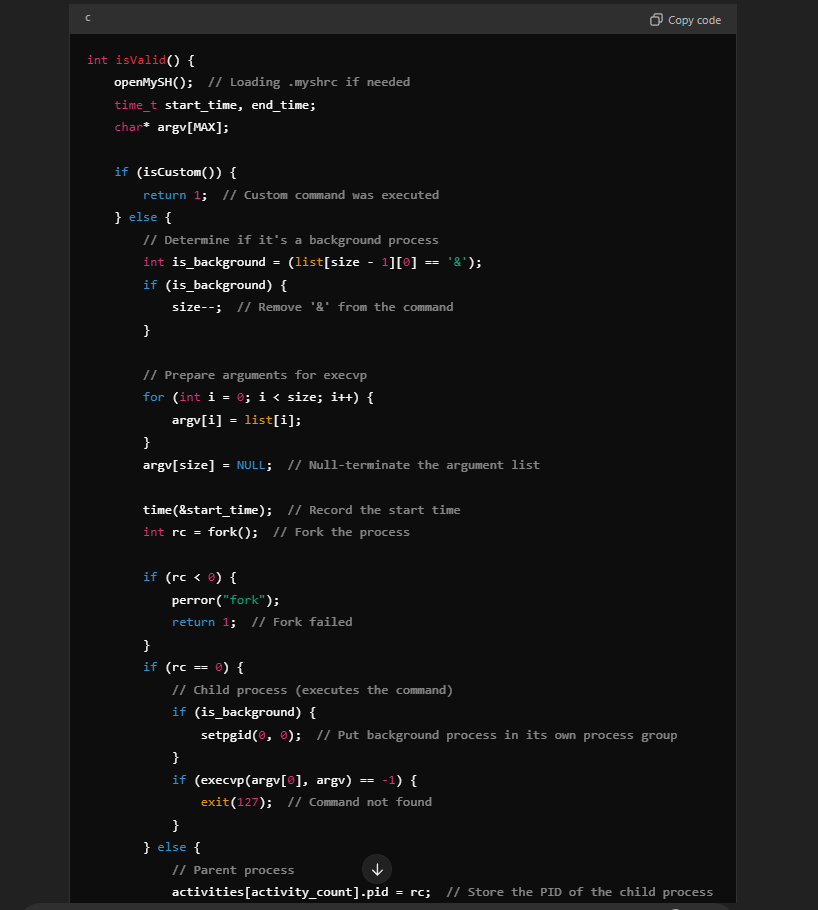 c
Copy code
int isValid() {
    openMySH();  // Loading .myshrc if needed
    time_t start_time, end_time;
    char* argv[MAX];

    if (isCustom()) {
        return 1;  // Custom command was executed
    } else {
        // Determine if it's a background process
        int is_background = (list[size - 1][0] == '&');
        if (is_background) {
            size--;  // Remove '&' from the command
        }

        // Prepare arguments for execvp
        for (int i = 0; i < size; i++) {
            argv[i] = list[i];
        }
        argv[size] = NULL;  // Null-terminate the argument list

        time(&start_time);  // Record the start time
        int rc = fork();  // Fork the process

        if (rc < 0) {
            perror("fork");
            return 1;  // Fork failed
        }
        if (rc == 0) {
            // Child process (executes the command)
            if (is_background) {
                setpgid(0, 0);  // Put background process in its own process group
            }
            if (execvp(argv[0], argv) == -1) {
                exit(127);  // Command not found
            }
        } else {
            // Parent process
            activities[activity_count].pid = rc;  // Store the PID of the child process